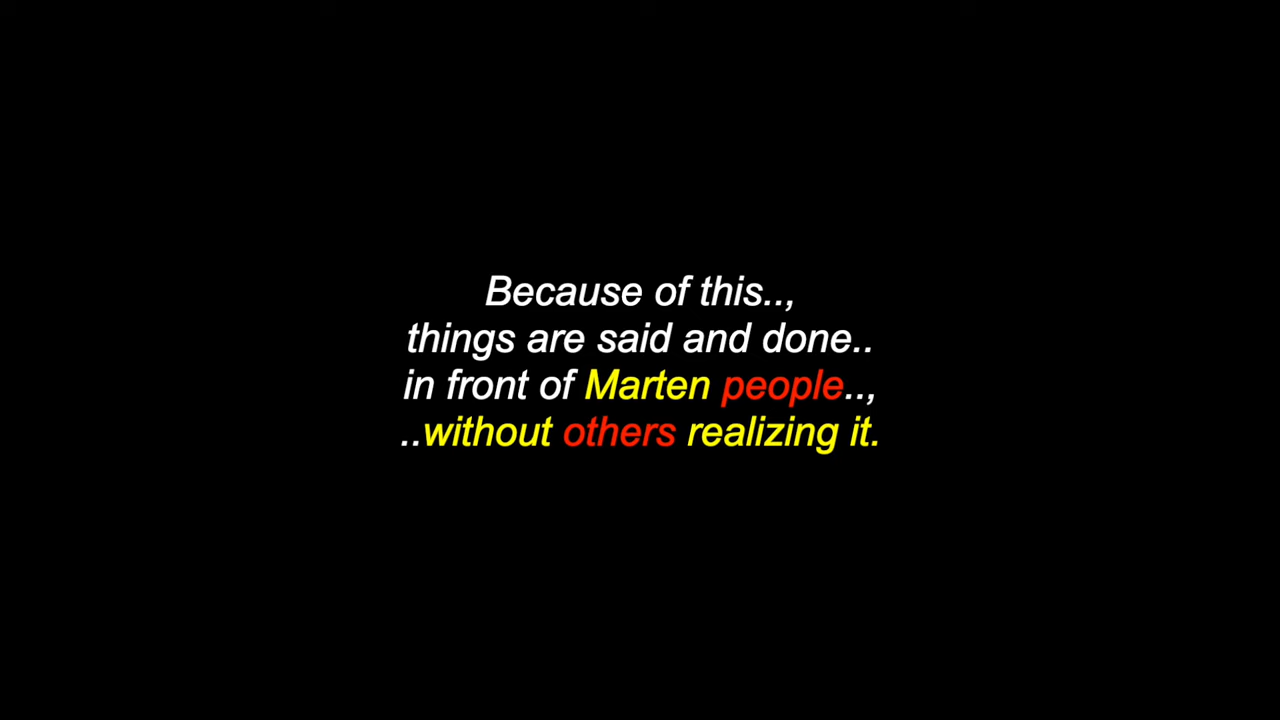 Because of this..,
things are said and done..
in front of Marten people..,
..without others realizing it.